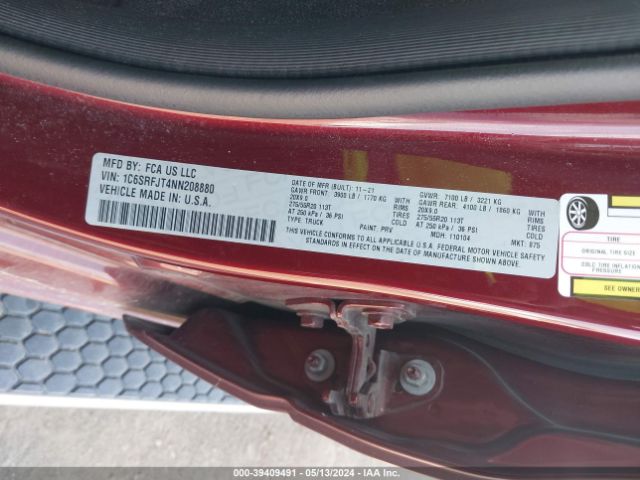 MFD BY: FCA US LLC
VIN: 1C6SRFJT4NN208880
VEHICLE MADE IN U.S.A.
DATE OF MFR (BUILT): 11-21
GAWR FRONT: 3900 LB / 1770 KG WITH
20X9.0 RIMS
275/55R20 113T
AT 250 kPa / 36 PSI COLD
TYPE: TRUCK PAINT: PRV
GVWR: 7100 LB / 3221 KG
GAWR REAR: 4100 LB / 1860 KG WITH
20X9.0 RIMS
275/55R20 113T
AT 250 kPa / 36 PSI COLD
MDH: 110104 MKT: 875
THIS VEHICLE CONFORMS TO ALL APPLICABLE U.S.A. FEDERAL MOTOR VEHICLE SAFETY
STANDARDS IN EFFECT ON THE DATE OF MANUFACTURE SHOWN ABOVE.
TIRE
ORIGINAL TIRE SIZE
COLD TIRE INFLATION
PRESSURE
SEE OWNER
000-39409491 - 05/13/2024 - IAA, Inc.